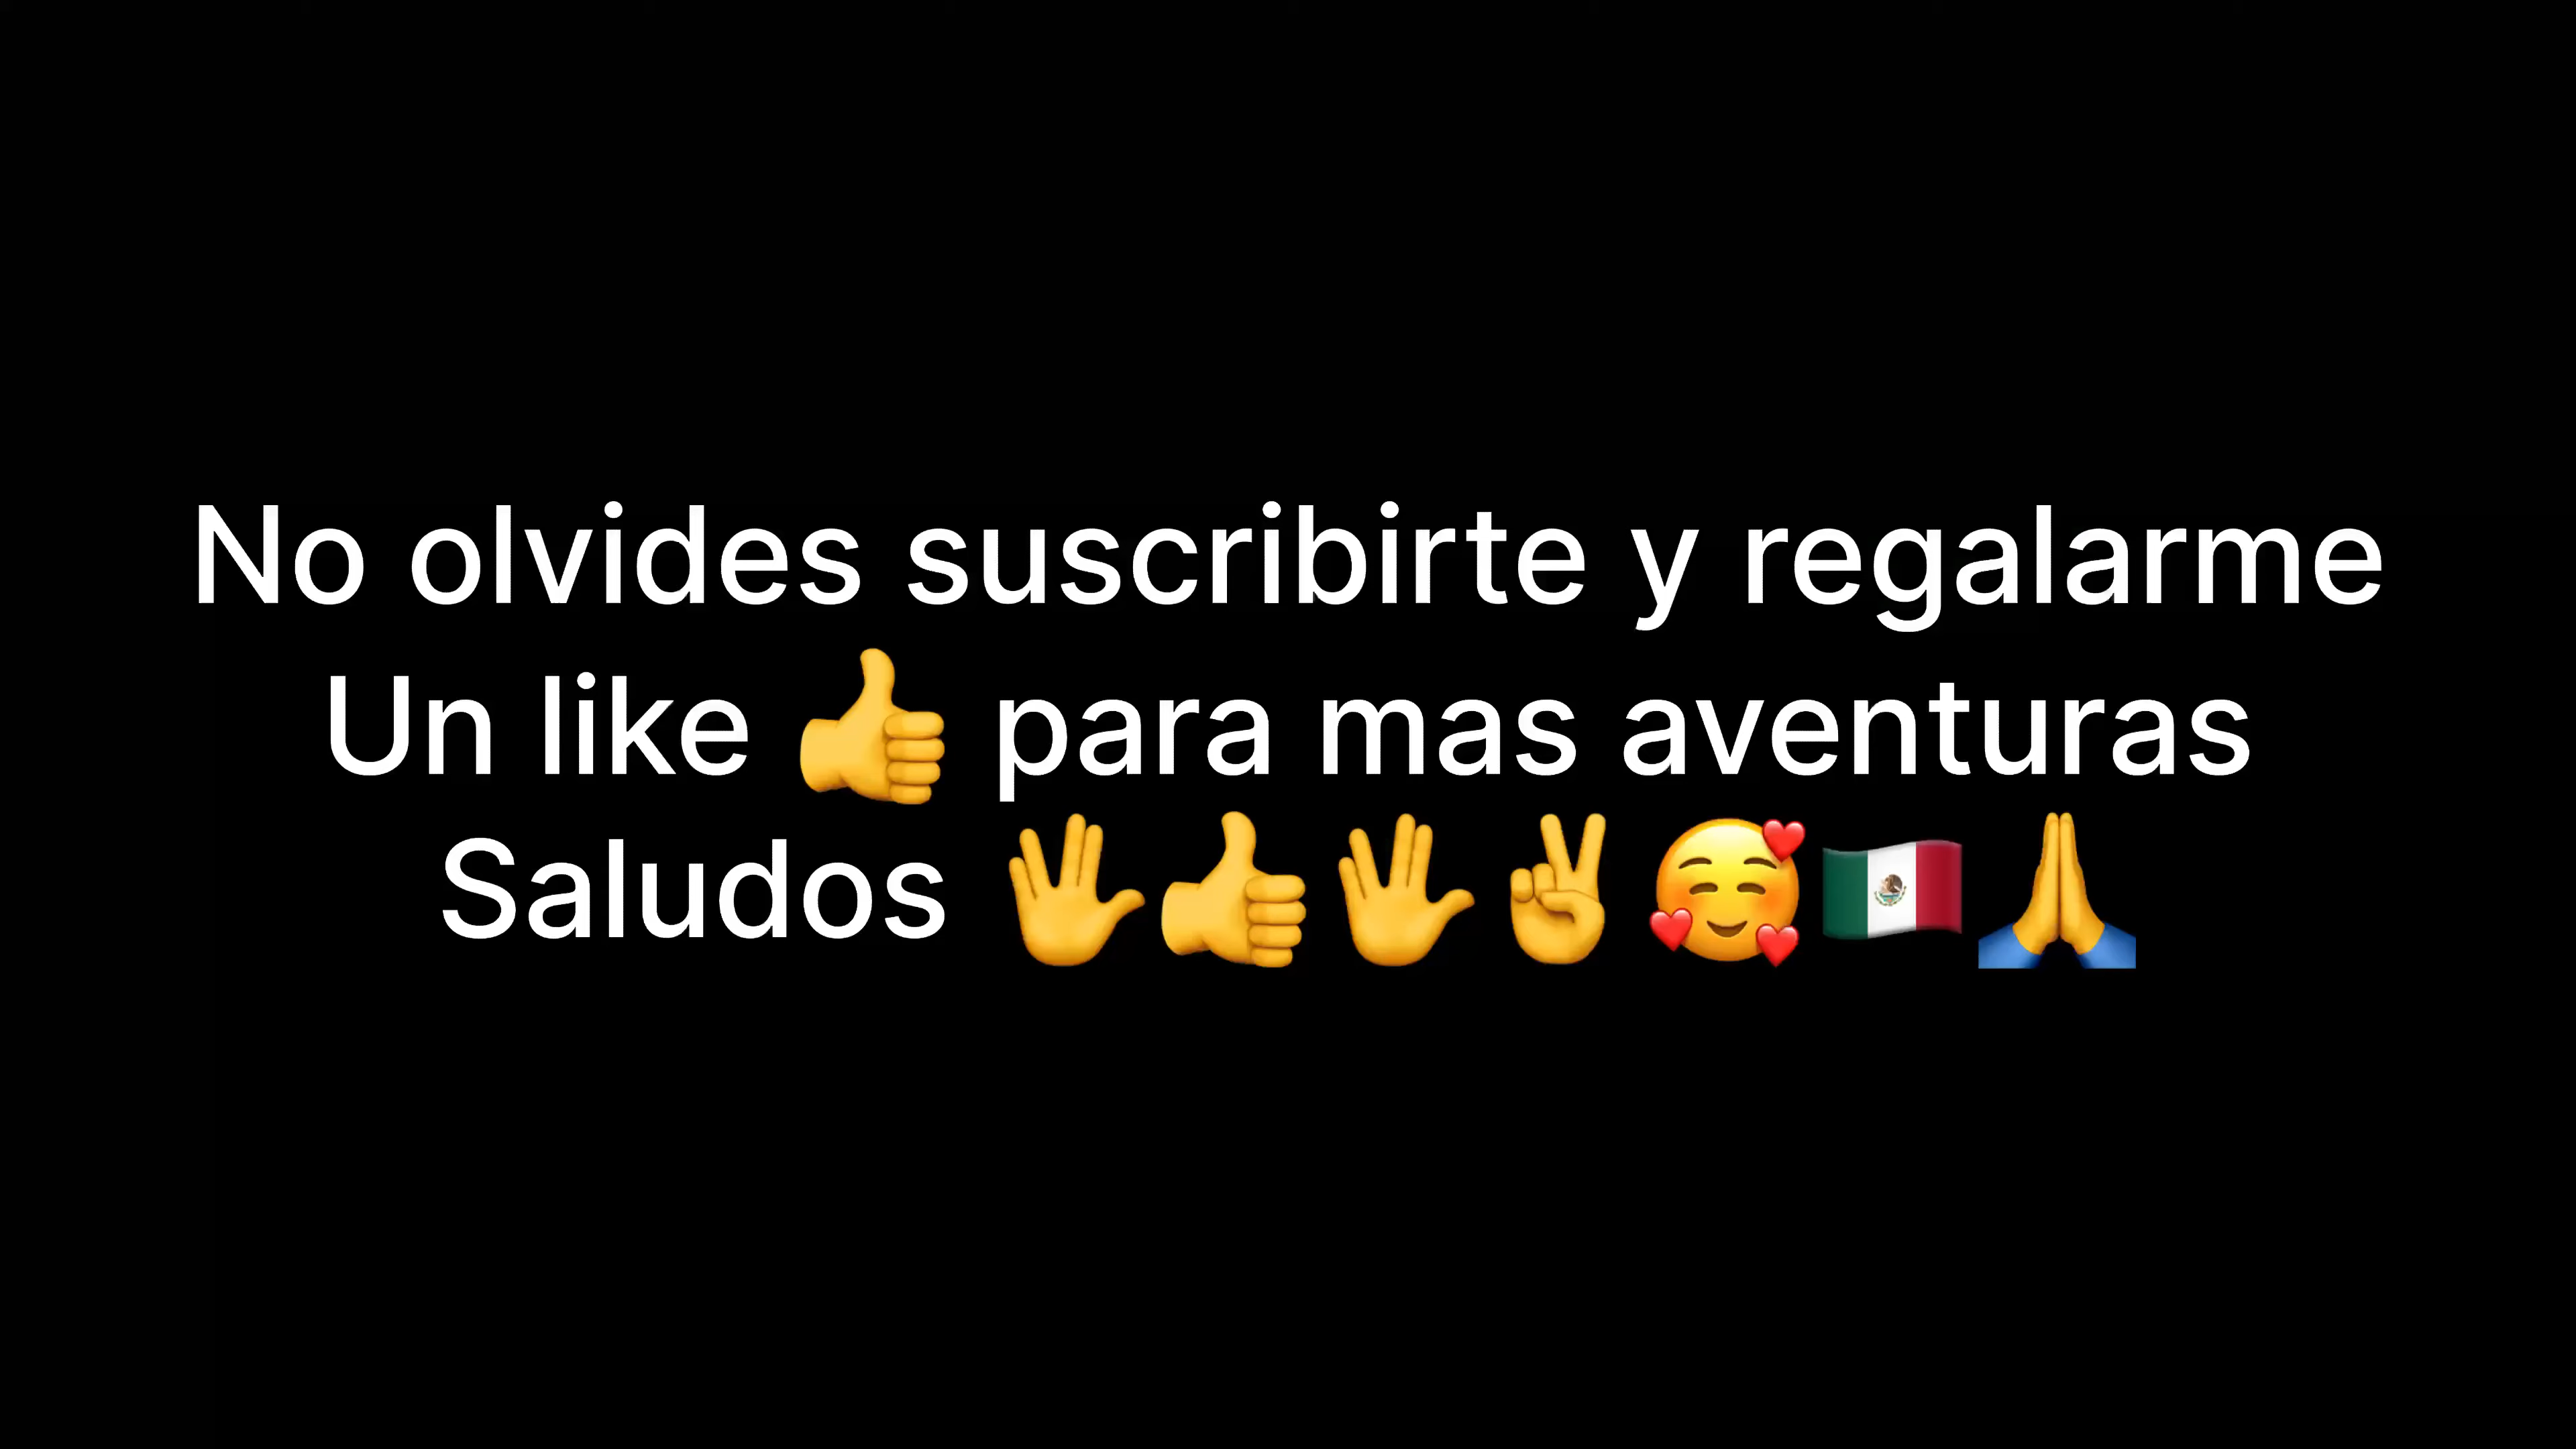 No olvides suscribirte y regalarme
Un like 👍 para mas aventuras
Saludos 🖖👍🖖✌️🥰🇲🇽🙏